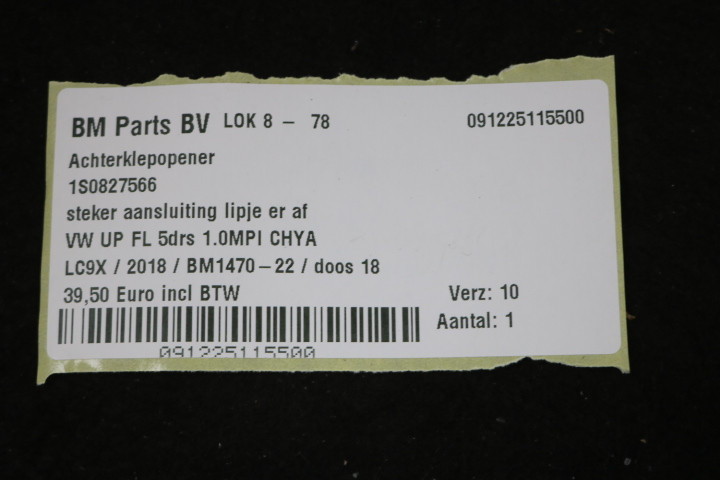 BM Parts BV LOK 8 - 78 091225115500
Achterklepopener
1S0827566
steker aansluiting lipje er af
VW UP FL 5drs 1.0MPI CHYA
LC9X / 2018 / BM1470-22 / doos 18
39,50 Euro incl BTW Verz: 10
Aantal: 1
091225115500